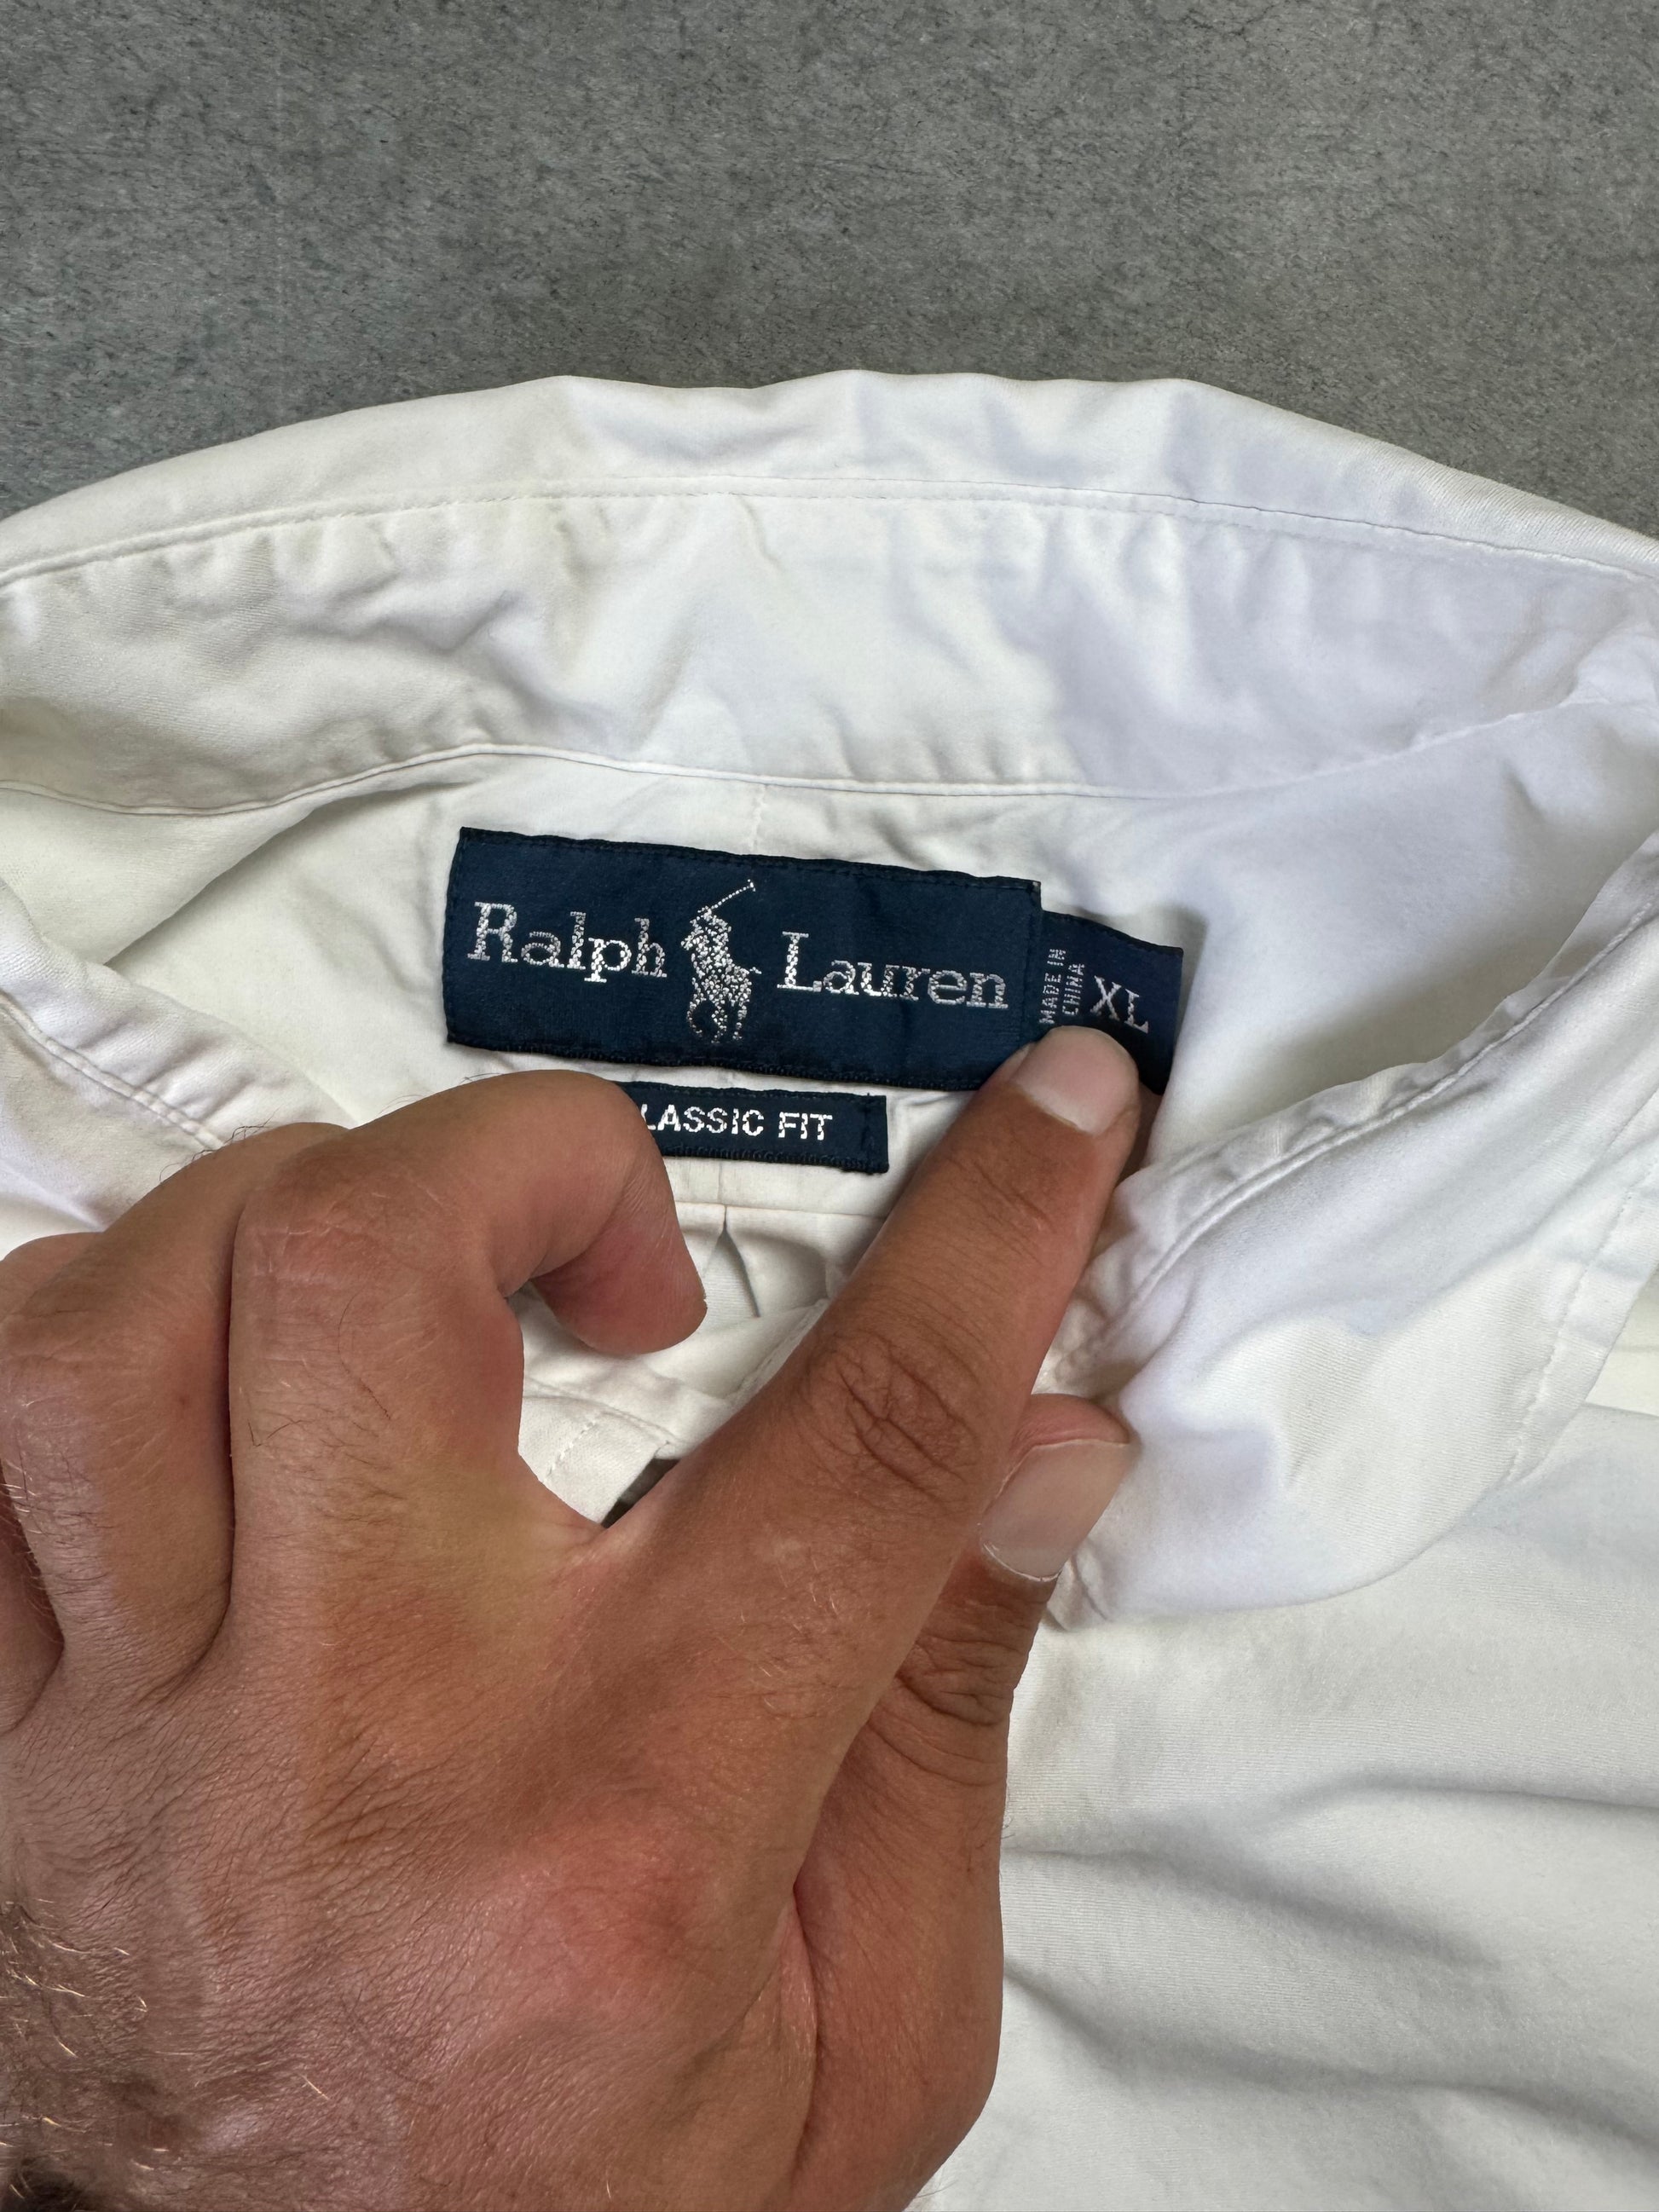 Ralph Lauren
MADE IN
CHINA
XL
LASSIC FIT